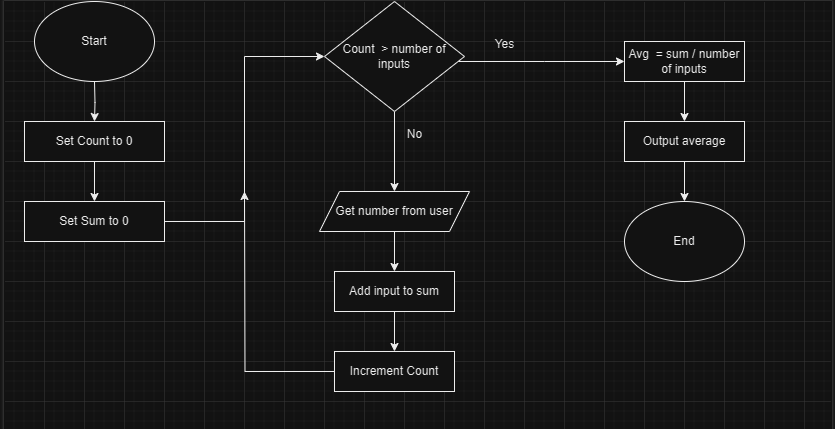 Start
Set Count to 0
Set Sum to 0
Count > number of
inputs
Yes
No
Get number from user
Add input to sum
Increment Count
Avg = sum / number
of inputs
Output average
End